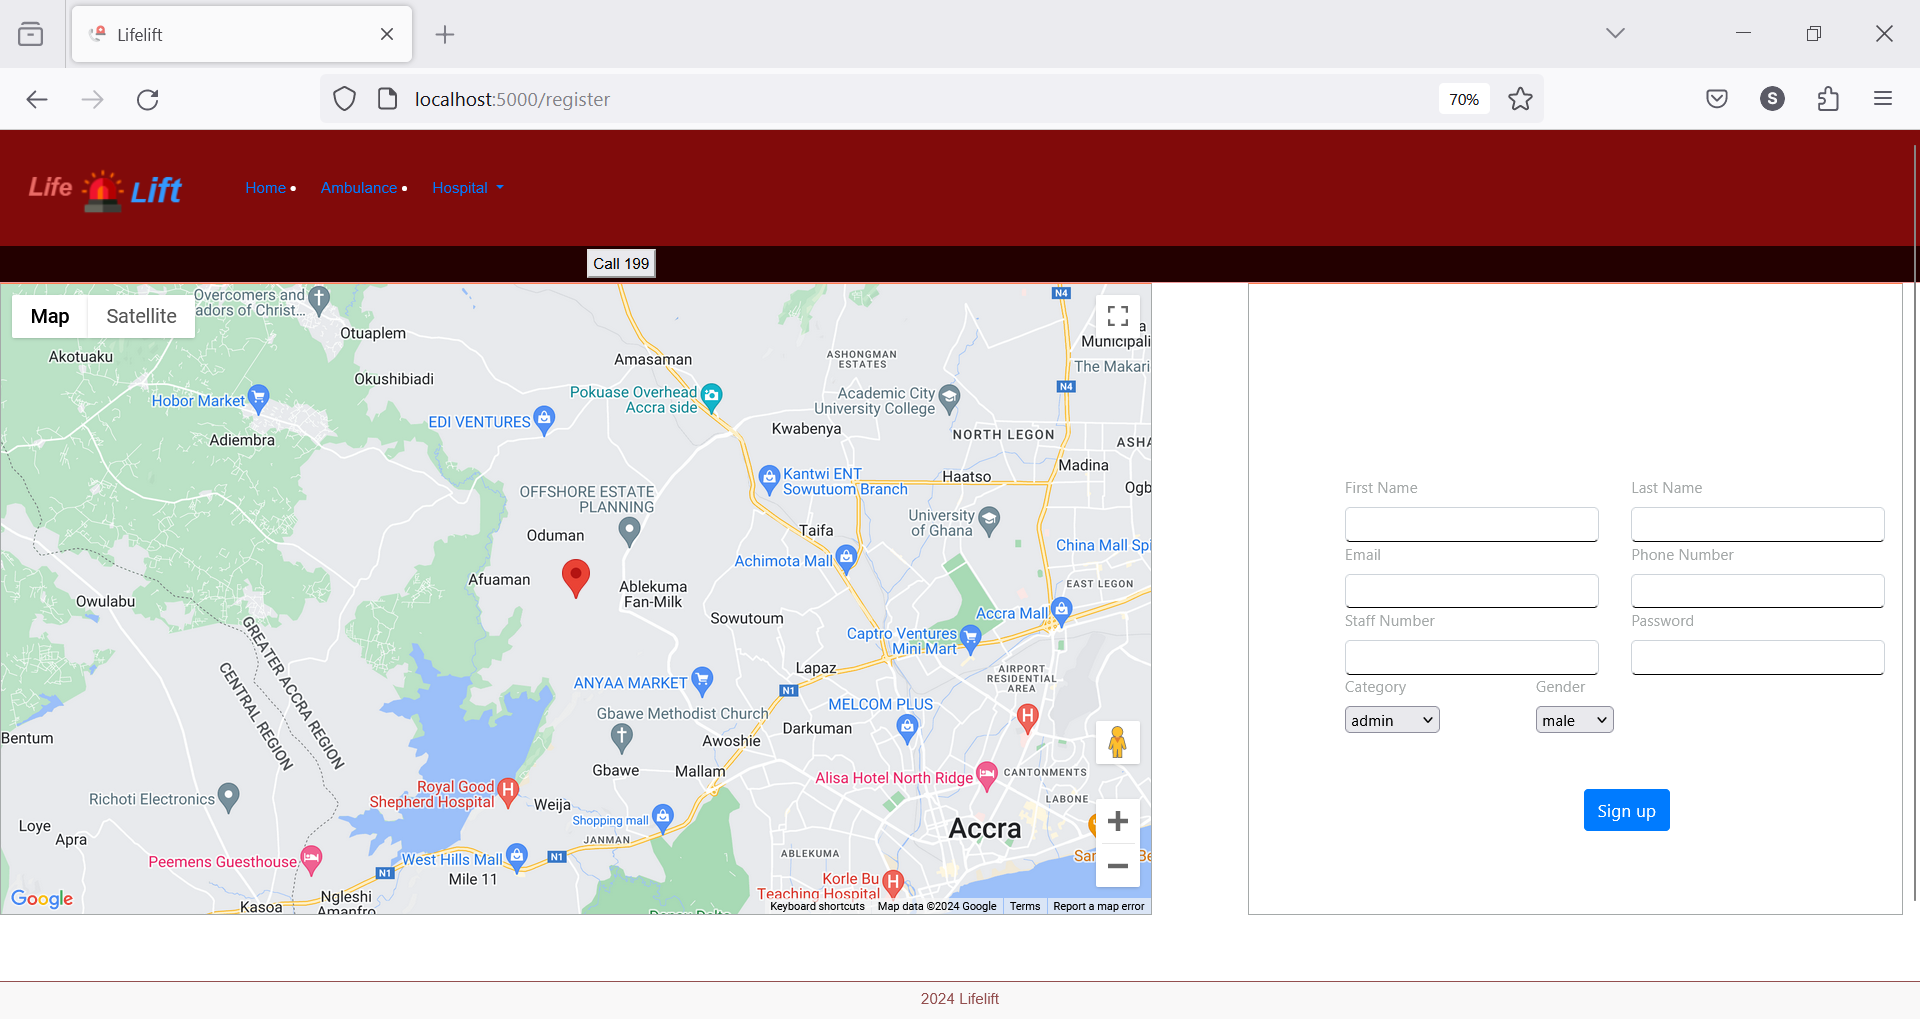 Lifelift
localhost:5000/register
70%
S
Life Lift
Home
Ambulance
Hospital
Call 199
Map
Satellite
Overcomers and
adors of Christ...
Otuaplem
Akotuaku
Okushibiadi
Amasaman
ASHONGMAN
ESTATES
N4
Municipali
The Makari
N4
Hobor Market
Pokuase Overhead
Accra side
Academic City
University College
EDI VENTURES
Adiembra
Kwabenya
NORTH LEGON
ASHA
Madina
Kantwi ENT
Sowutuom Branch
Haatso
Ogb
OFFSHORE ESTATE
PLANNING
University
of Ghana
Oduman
Taifa
China Mall Spi
Achimota Mall
Afuaman
Ablekuma
Fan-Milk
EAST LEGON
Owulabu
Sowutoum
Accra Mall
GREATER ACCRA REGION
CENTRAL REGION
Captro Ventures
Mini Mart
Lapaz
AIRPORT
RESIDENTIAL
AREA
ANYAA MARKET
N1
MELCOM PLUS
Gbawe Methodist Church
Darkuman
Bentum
Awoshie
Gbawe
Mallam
Alisa Hotel North Ridge
CANTONMENTS
Royal Good
Shepherd Hospital
Richoti Electronics
Weija
LABONE
Loye
Apra
Shopping mall
Accra
JANMAN
Peemens Guesthouse
West Hills Mall
N1
ABLEKUMA
N1
Mile 11
Korle Bu
Teaching Hospital
Ngleshi
Amanfro
Kasoa
Google
Keyboard shortcuts
Map data ©2024 Google
Terms
Report a map error
First Name
Last Name
Email
Phone Number
Staff Number
Password
Category
Gender
admin
male
Sign up
2024 Lifelift